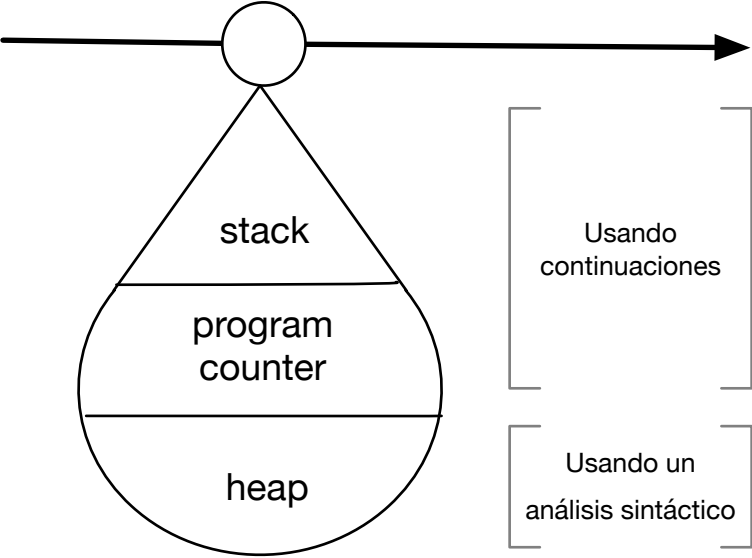 stack
program
counter
heap
Usando
continuaciones
Usando un
análisis sintáctico